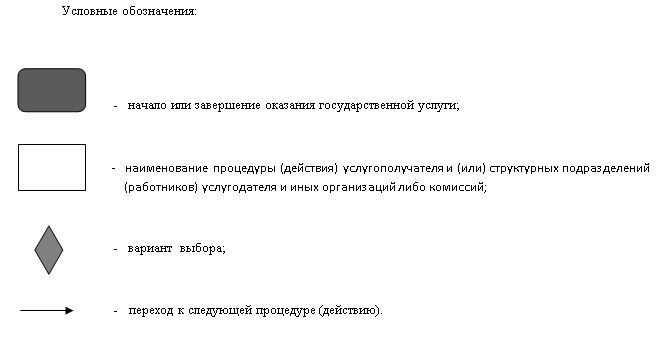 Условные обозначения:
- начало или завершение оказания государственной услуги;
- наименование процедуры (действия) услугополучателя и (или) структурных подразделений
(работников) услугодателя и иных организаций либо комиссий;
- вариант выбора;
- переход к следующей процедуре (действию).